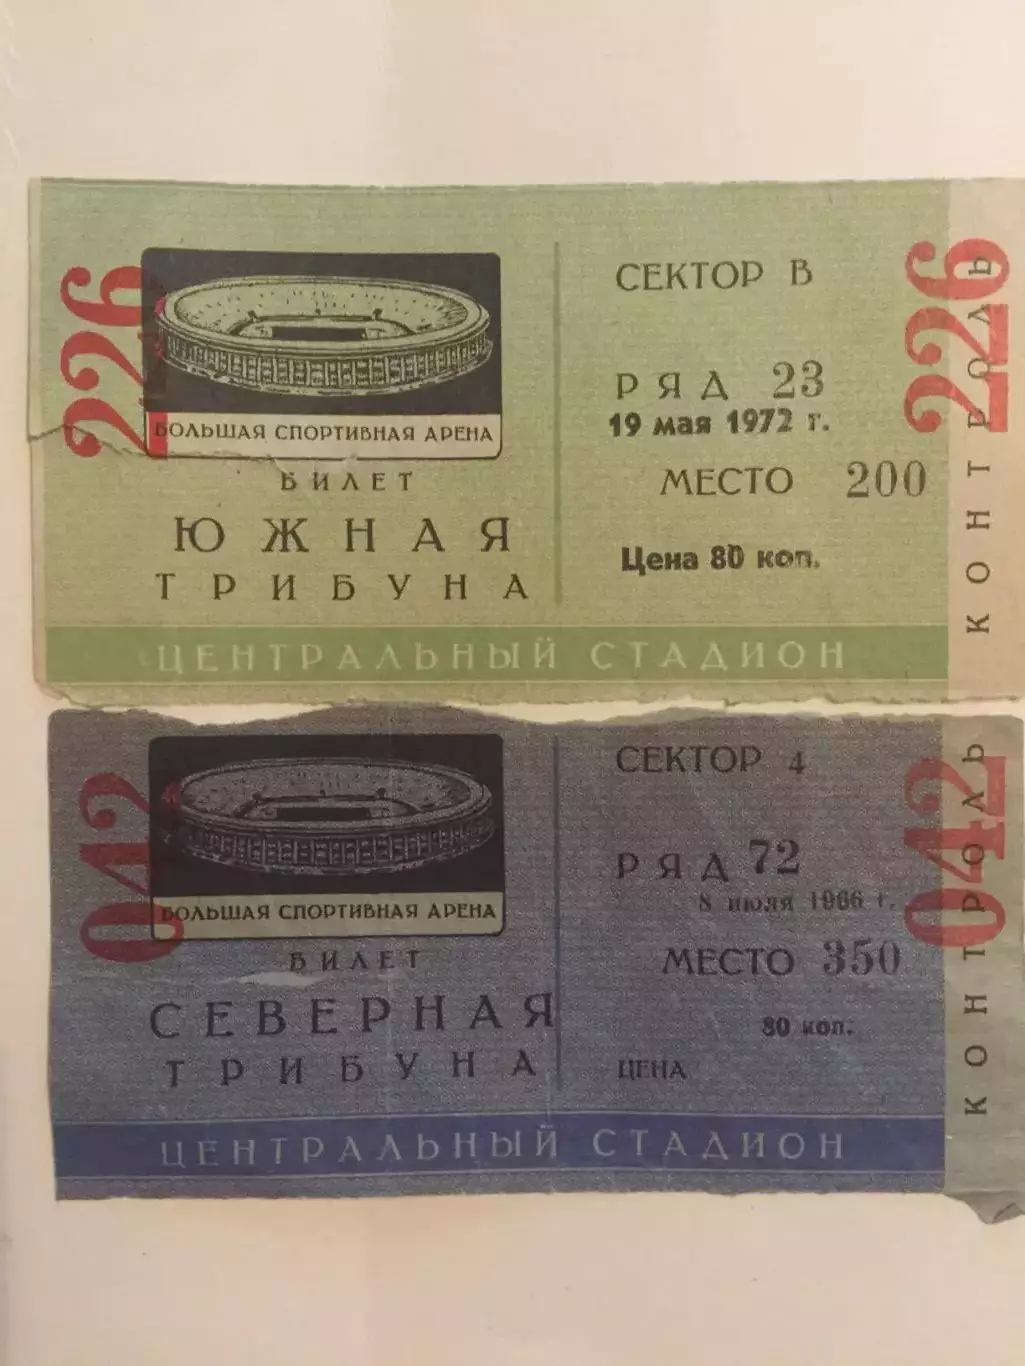 226
БОЛЬШАЯ СПОРТИВНАЯ АРЕНА
БИЛЕТ
ЮЖНАЯ
ТРИБУНА
СЕКТОР В
РЯД 23
19 мая 1972 г.
МЕСТО 200
Цена 80 коп.
226
КОНТРОЛЬ
ЦЕНТРАЛЬНЫЙ СТАДИОН
042
БОЛЬШАЯ СПОРТИВНАЯ АРЕНА
БИЛЕТ
СЕВЕРНАЯ
ТРИБУНА
СЕКТОР 4
РЯД 72
8 июля 1966 г.
МЕСТО 350
80 коп.
ЦЕНА
042
КОНТРОЛЬ
ЦЕНТРАЛЬНЫЙ СТАДИОН